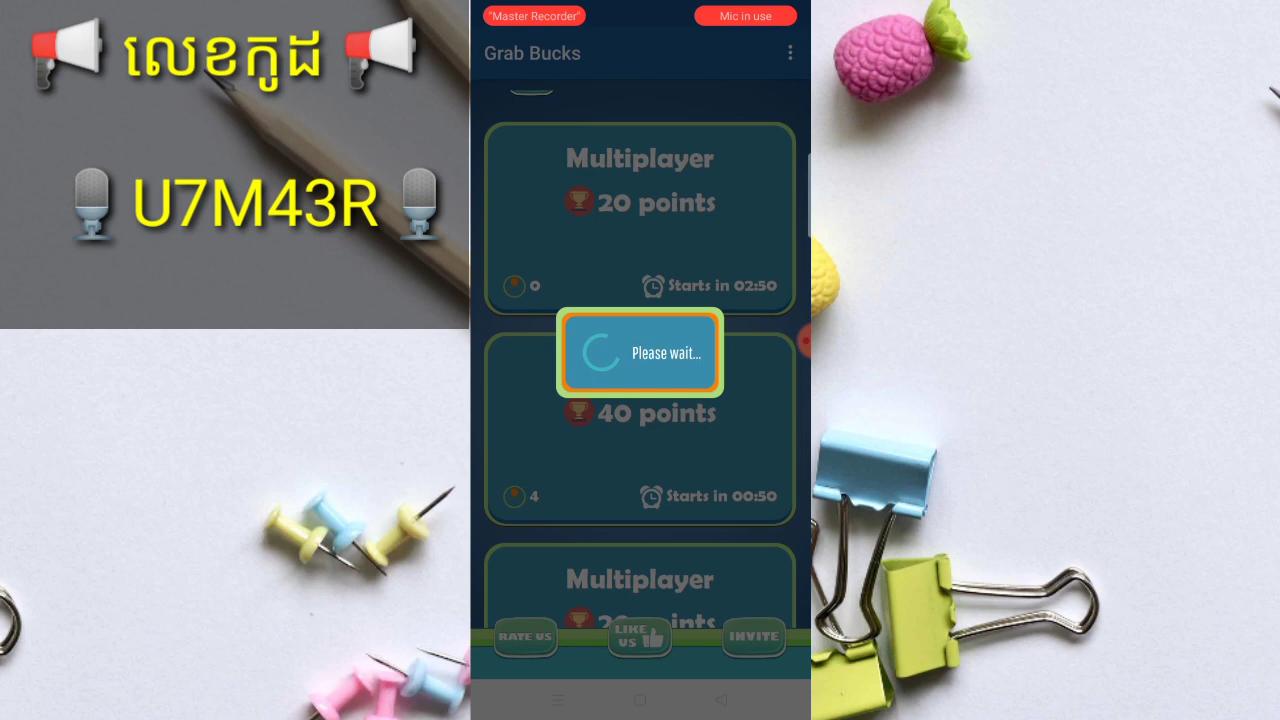 លេខកូដ
U7M43R
"Master Recorder"
Mic in use
Grab Bucks
Multiplayer
20 points
0
Starts in 02:50
Please wait...
40 points
4
Starts in 00:50
Multiplayer
RATE US
LIKE
US
INVITE